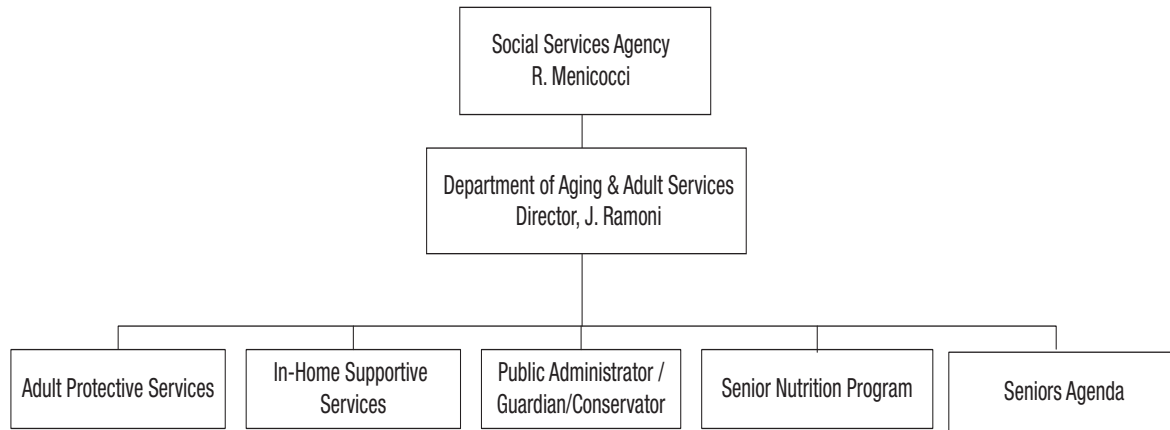 Social Services Agency
R. Menicocci
Department of Aging & Adult Services
Director, J. Ramoni
Adult Protective Services
In-Home Supportive
Services
Public Administrator /
Guardian/Conservator
Senior Nutrition Program
Seniors Agenda